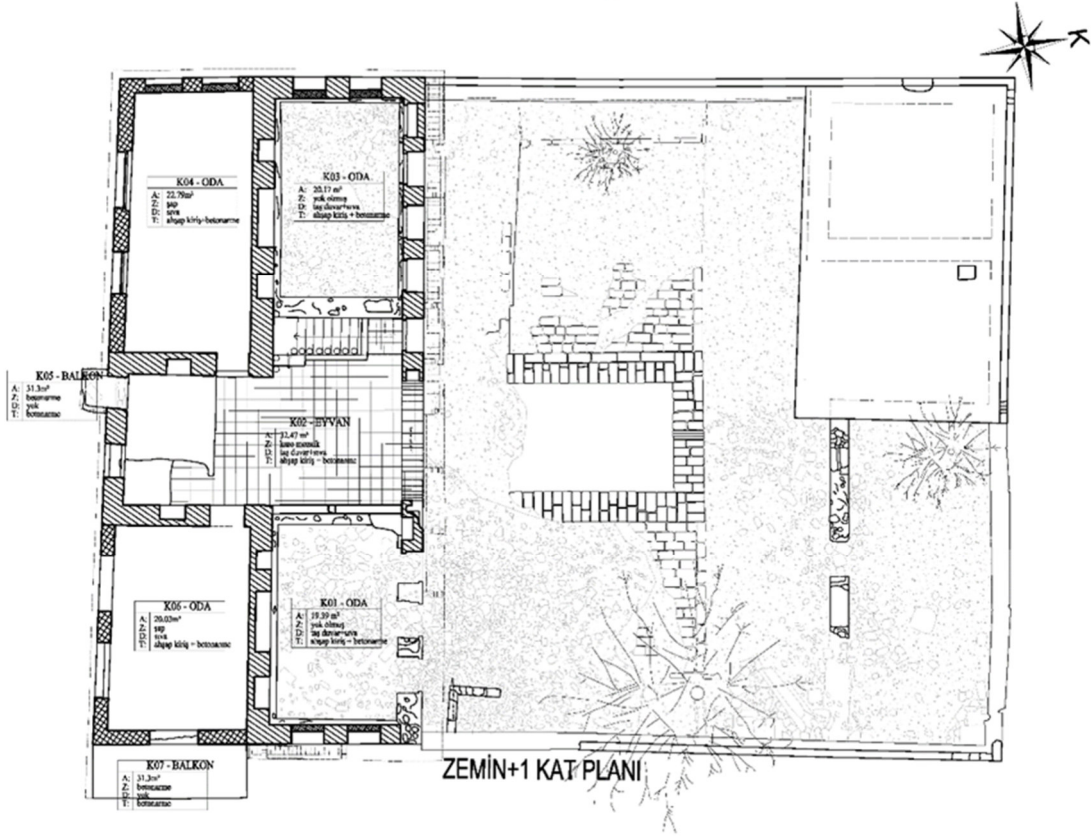 K
K04 - ODA
A: 22.79m²
Z: şap
D: sıva
T: ahşap kiriş+betonarme
K03 - ODA
A: 20.17 m²
Z: yok olmuş
D: taş duvar+sıva
T: ahşap kiriş + betonarme
K05 - BALKON
A: 31.3m²
Z: betonarme
D: yok
T: betonarme
K02 - EYVAN
A: 32.47 m²
Z: karo mozaik
D: taş duvar+sıva
T: ahşap kiriş + betonarme
K06 - ODA
A: 20.03m²
Z: şap
D: sıva
T: ahşap kiriş + betonarme
K01 - ODA
A: 19.39 m²
Z: yok olmuş
D: taş duvar+sıva
T: ahşap kiriş + betonarme
K07 - BALKON
A: 31.3m²
Z: betonarme
D: yok
T: betonarme
ZEMİN+1 KAT PLANI